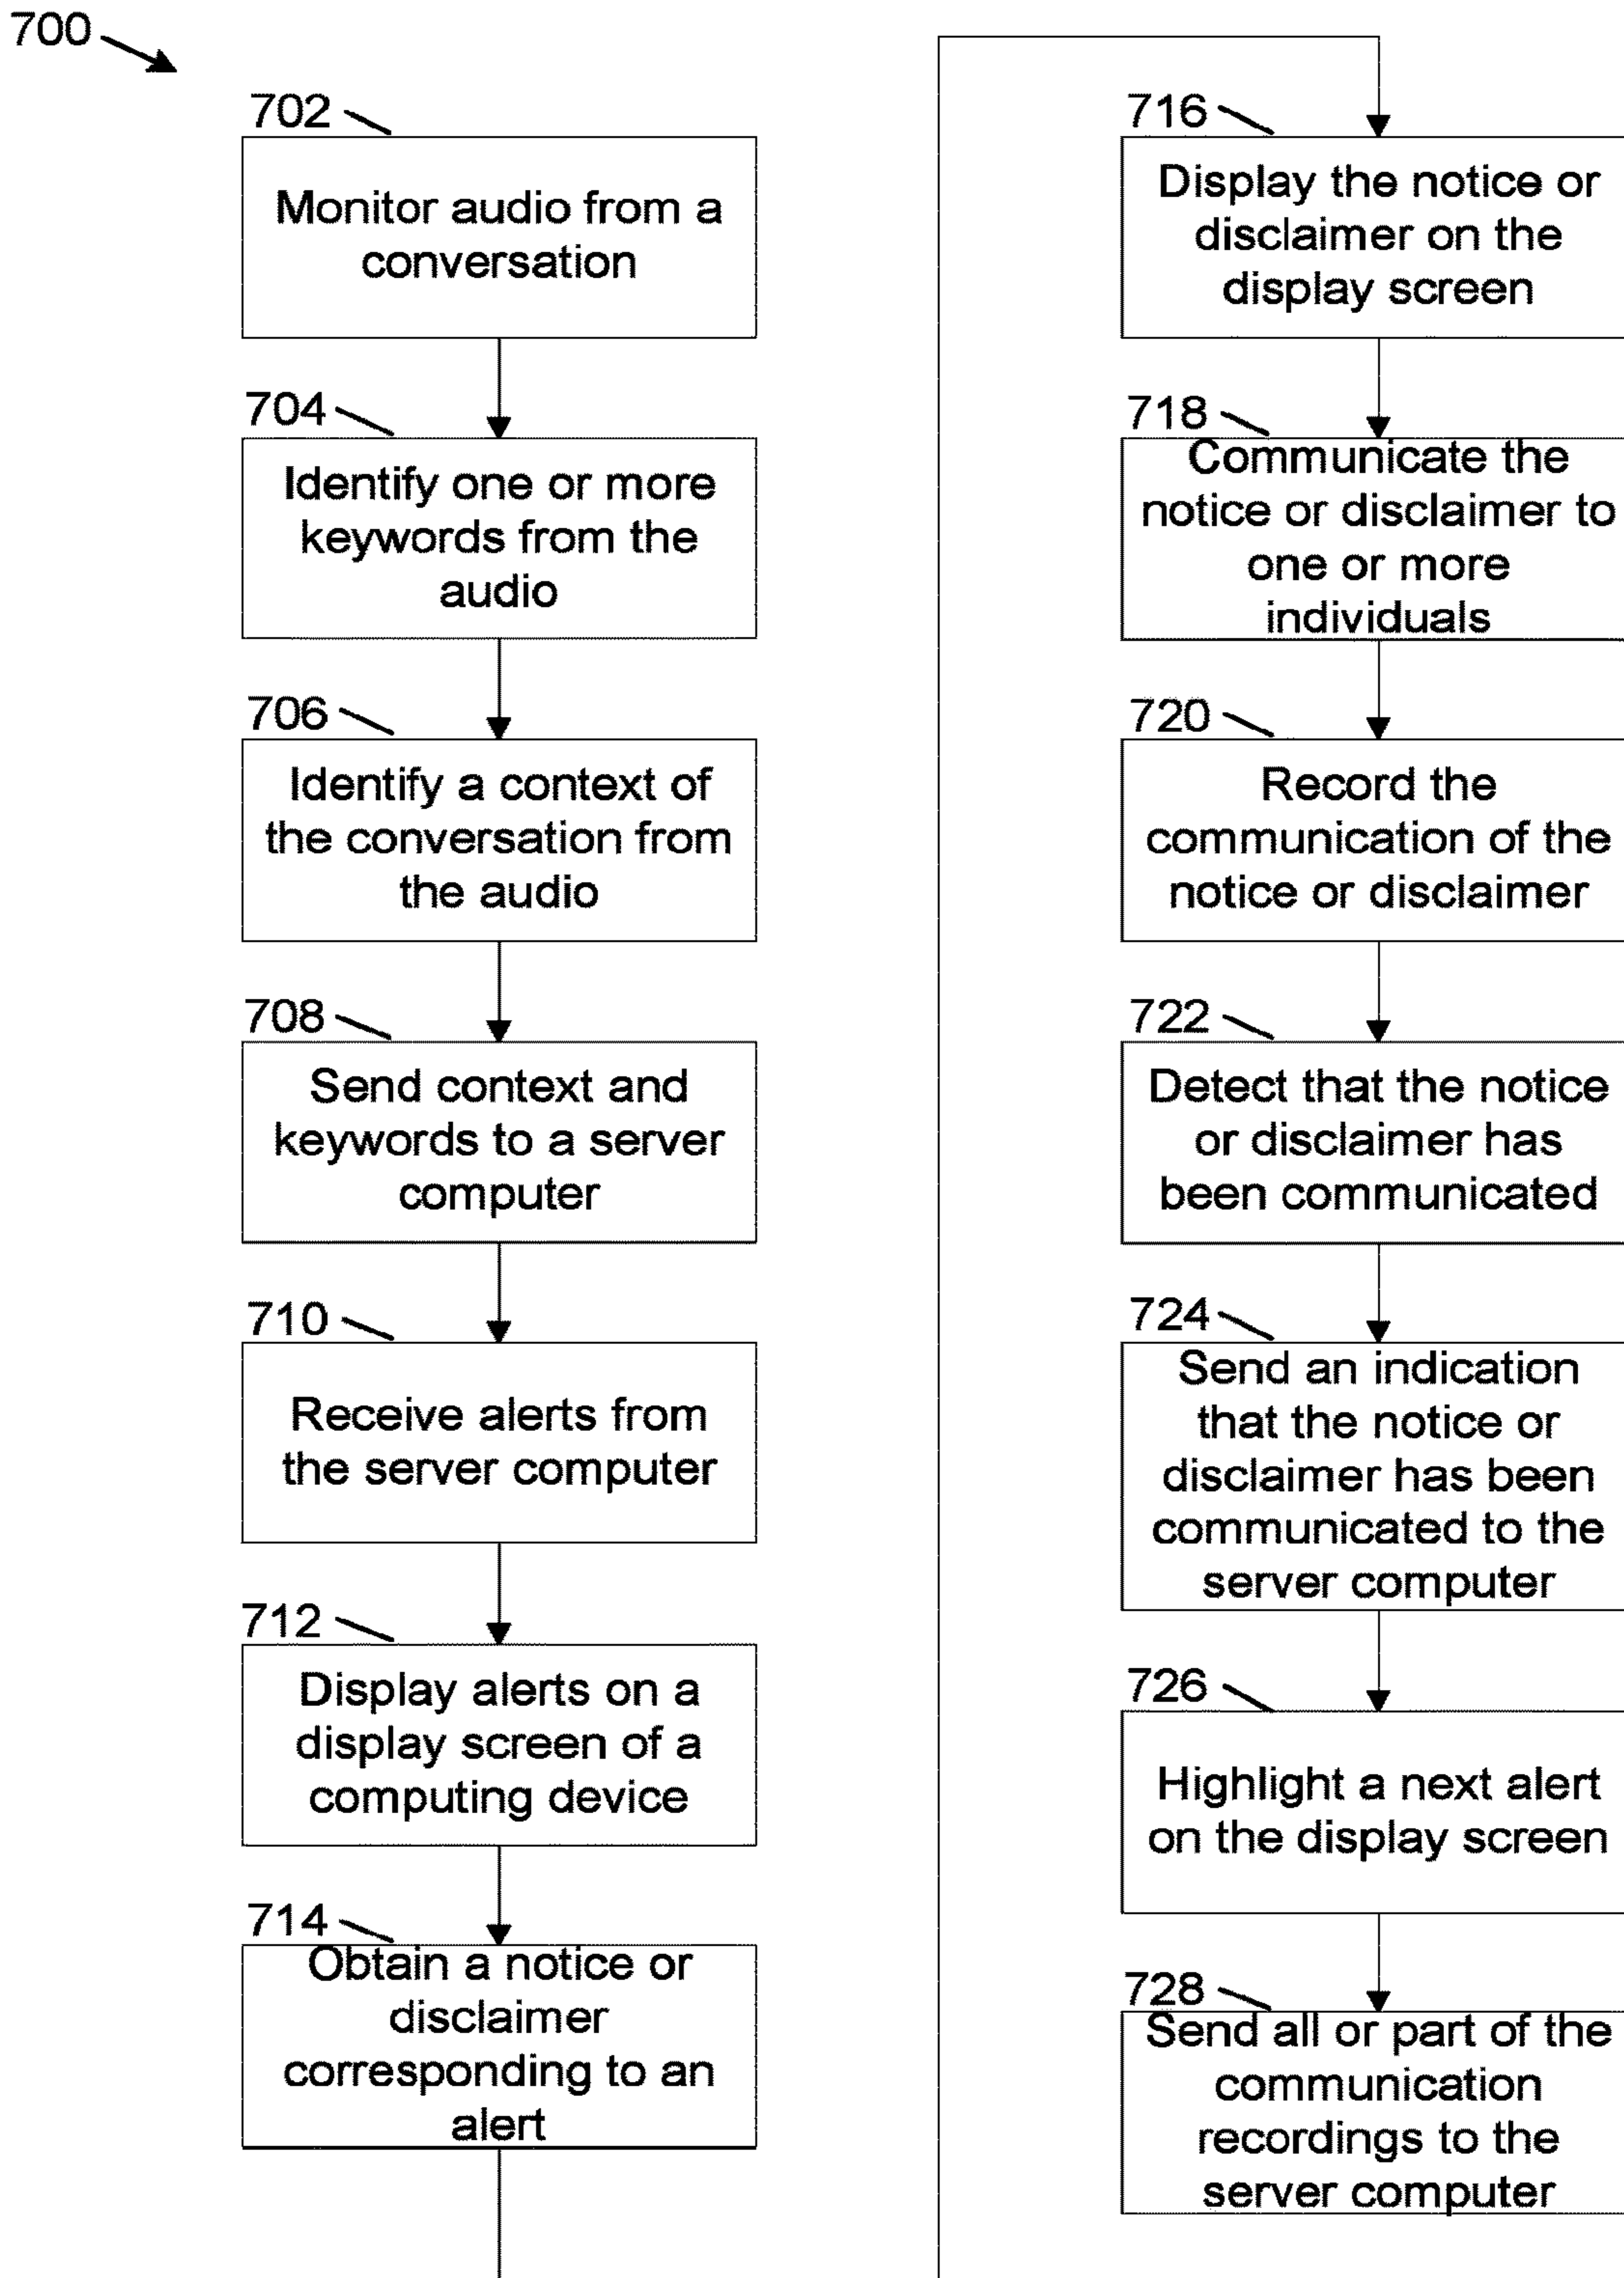 700
702
Monitor audio from a
conversation
704
Identify one or more
keywords from the
audio
706
Identify a context of
the conversation from
the audio
708
Send context and
keywords to a server
computer
710
Receive alerts from
the server computer
712
Display alerts on a
display screen of a
computing device
714
Obtain a notice or
disclaimer
corresponding to an
alert
716
Display the notice or
disclaimer on the
display screen
718
Communicate the
notice or disclaimer to
one or more
individuals
720
Record the
communication of the
notice or disclaimer
722
Detect that the notice
or disclaimer has
been communicated
724
Send an indication
that the notice or
disclaimer has been
communicated to the
server computer
726
Highlight a next alert
on the display screen
728
Send all or part of the
communication
recordings to the
server computer